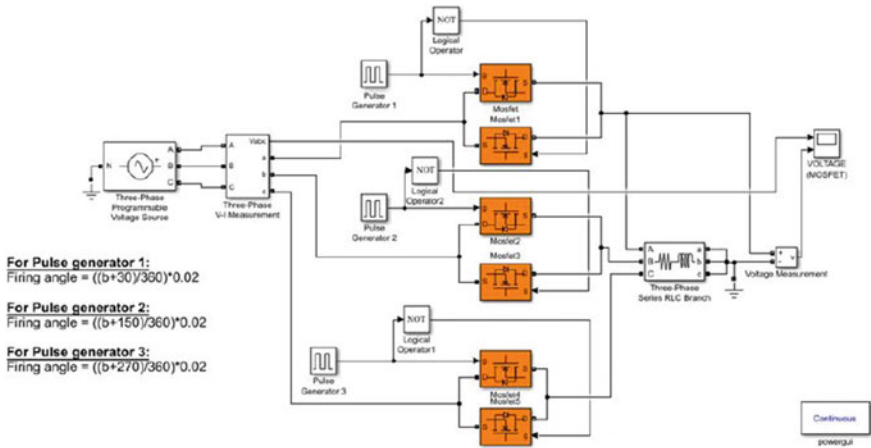 NOT
Logical
Operator
Pulse
Generator 1
g
D
S
Mosfet
Mosfet1
S
D
g
N
A
B
C
Three-Phase
Programmable
Voltage Source
A
B
C
Vabc
a
b
c
Three-Phase
V-I Measurement
NOT
Logical
Operator2
Pulse
Generator 2
g
D
S
Mosfet2
Mosfet3
S
D
g
VOLTAGE
(MOSFET)
A
B
C
a
b
c
Three-Phase
Series RLC Branch
+
-
v
Voltage Measurement
For Pulse generator 1:
Firing angle = ((b+30)/360)*0.02
For Pulse generator 2:
Firing angle = ((b+150)/360)*0.02
For Pulse generator 3:
Firing angle = ((b+270)/360)*0.02
NOT
Logical
Operator1
Pulse
Generator 3
g
D
S
Mosfet4
Mosfet5
S
D
g
Continuous
powergui